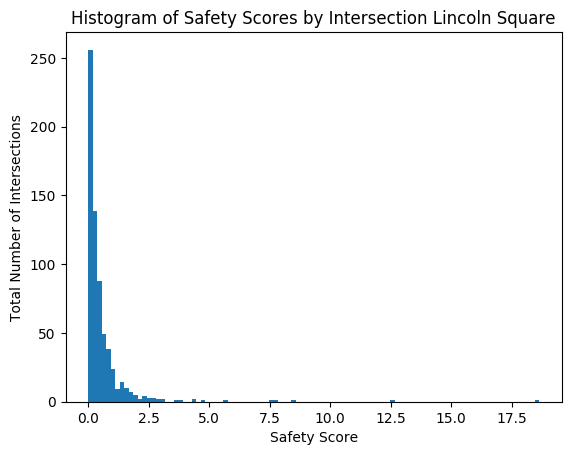 Histogram of Safety Scores by Intersection Lincoln Square
Total Number of Intersections
250
200
150
100
50
0
0.0 2.5 5.0 7.5 10.0 12.5 15.0 17.5
Safety Score